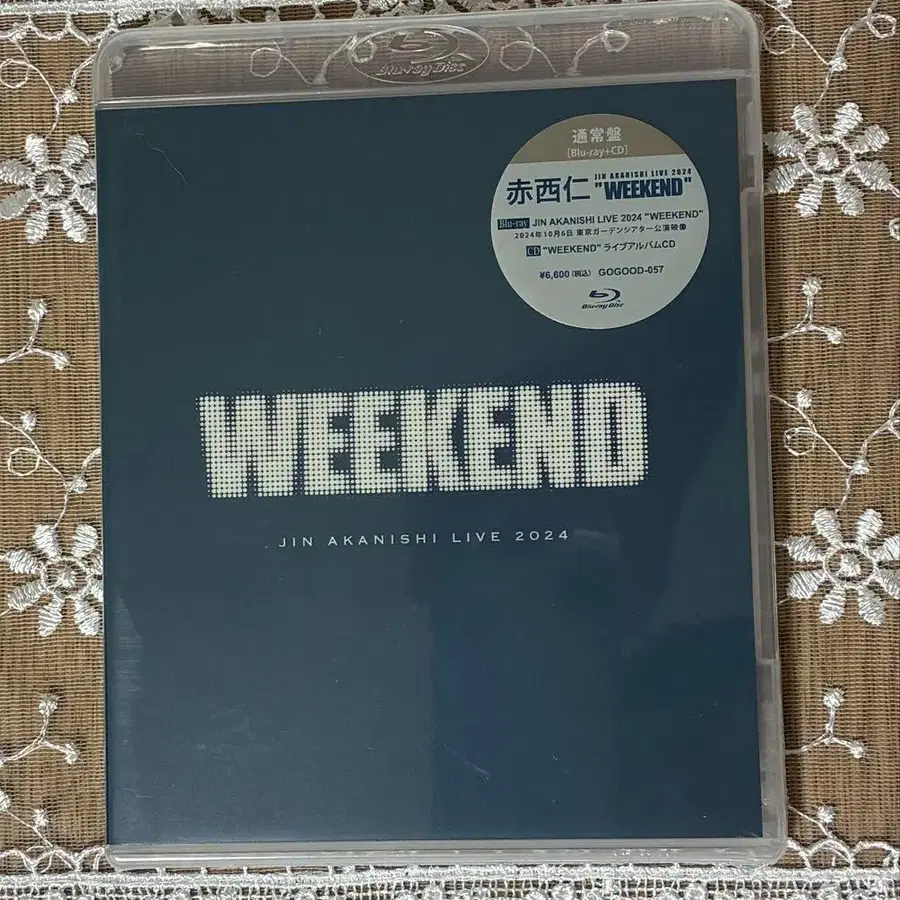 Blu-ray Disc
通常盤
[Blu-ray+CD]
JIN AKANISHI LIVE 2024
赤西仁 "WEEKEND"
Blu-ray JIN AKANISHI LIVE 2024 "WEEKEND"
2024年10月6日 東京ガーデンシアター公演映像
CD "WEEKEND" ライブアルバムCD
¥6,600(税込) GOGOOD-057
Blu-ray Disc
WEEKEND
JIN AKANISHI LIVE 2024